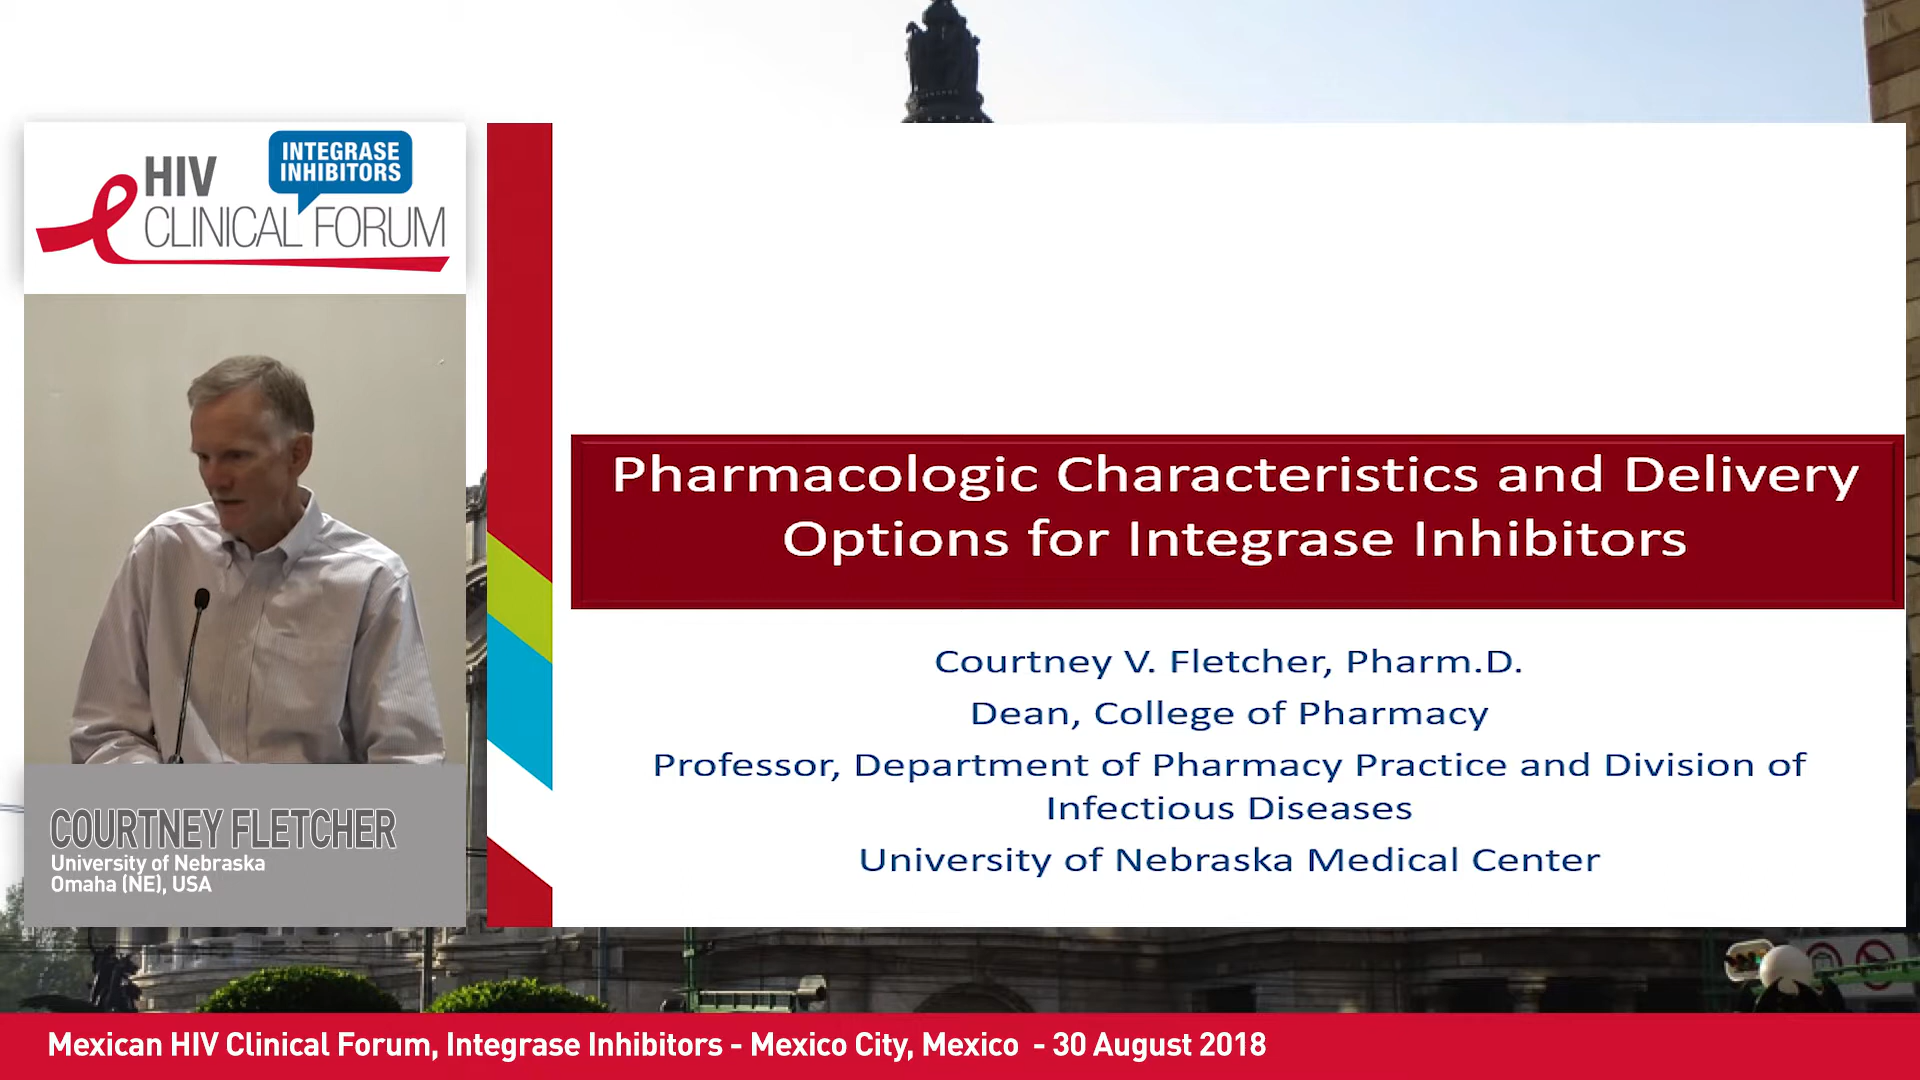 HIV
INTEGRASE
INHIBITORS
CLINICAL FORUM
Pharmacologic Characteristics and Delivery
Options for Integrase Inhibitors
Courtney V. Fletcher, Pharm.D.
Dean, College of Pharmacy
Professor, Department of Pharmacy Practice and Division of
Infectious Diseases
University of Nebraska Medical Center
COURTNEY FLETCHER
University of Nebraska
Omaha (NE), USA
Mexican HIV Clinical Forum, Integrase Inhibitors - Mexico City, Mexico - 30 August 2018